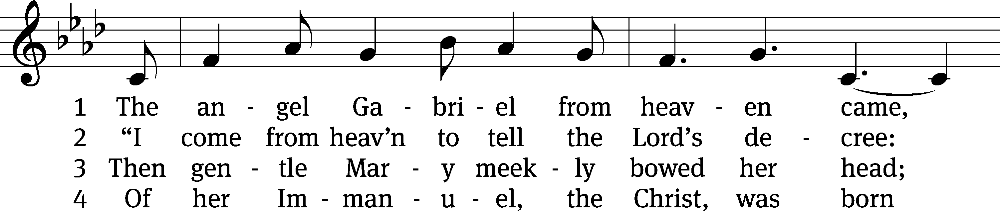 1 The an - gel Ga - bri - el from heav - en came,
2 “I come from heav’n to tell the Lord’s de - cree:
3 Then gen - tle Mar - y meek - ly bowed her head;
4 Of her Im - man - u - el, the Christ, was born